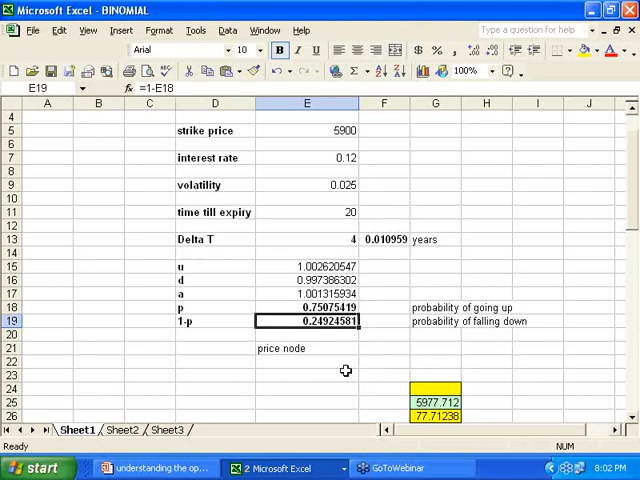 Microsoft Excel - BINOMIAL
File Edit View Insert Format Tools Data Window Help
Type a question for help
Arial 10 B I U $ %
100%
E19 fx =1-E18
A B C D E F G H I J
4
5 strike price 5900
6
7 interest rate 0.12
8
9 volatility 0.025
10
11 time till expiry 20
12
13 Delta T 4 0.010959 years
14
15 u 1.002620547
16 d 0.997386302
17 a 1.001315934
18 p 0.75075419 probability of going up
19 1-p 0.24924581 probability of falling down
20
21 price node
22
23
24
25 5977.712
26 77.71238
Sheet1 Sheet2 Sheet3
Ready NUM
start understanding the op... 2 Microsoft Excel GoToWebinar 8:02 PM